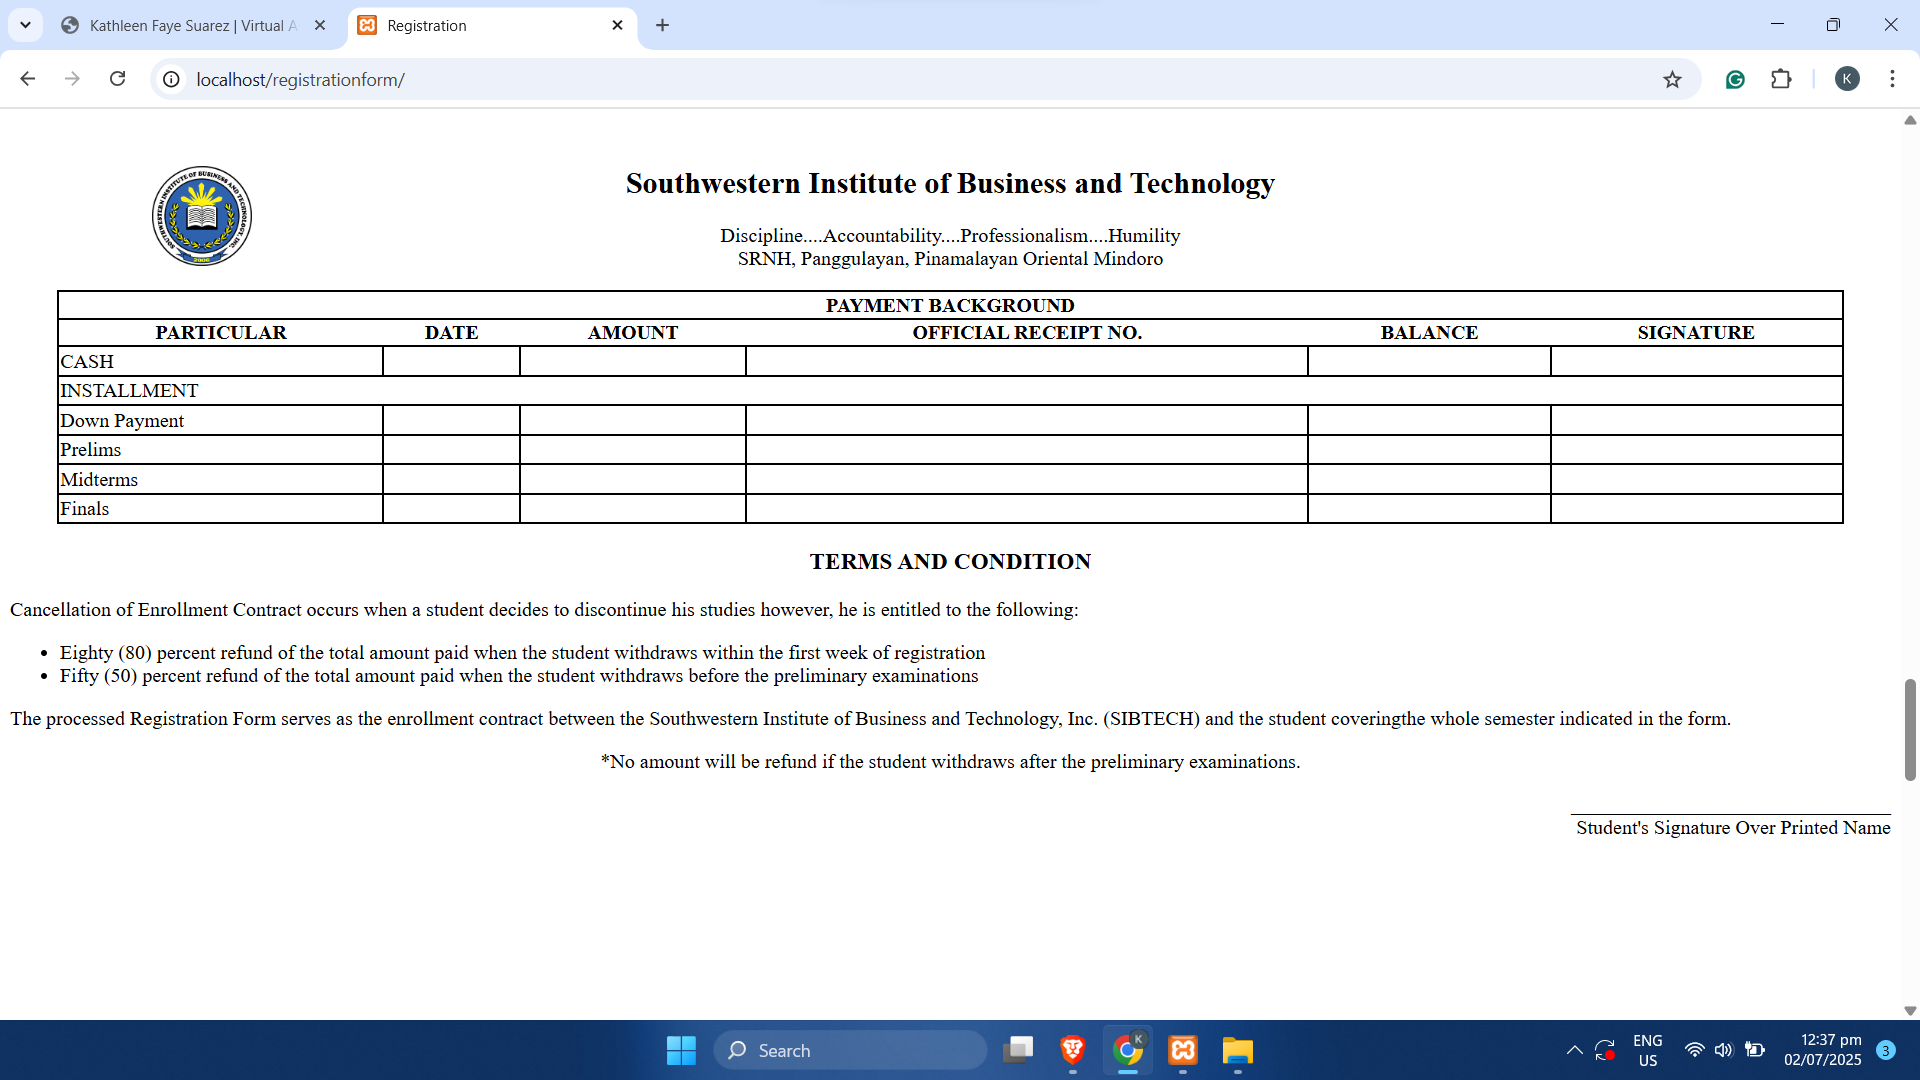 Kathleen Faye Suarez | Virtual A
Registration
localhost/registrationform/
K
SOUTHWESTERN INSTITUTE OF BUSINESS AND TECHNOLOGY, INC.
2006
Southwestern Institute of Business and Technology
Discipline....Accountability....Professionalism....Humility
SRNH, Panggulayan, Pinamalayan Oriental Mindoro
PAYMENT BACKGROUND
PARTICULAR DATE AMOUNT OFFICIAL RECEIPT NO. BALANCE SIGNATURE
CASH
INSTALLMENT
Down Payment
Prelims
Midterms
Finals
TERMS AND CONDITION
Cancellation of Enrollment Contract occurs when a student decides to discontinue his studies however, he is entitled to the following:
• Eighty (80) percent refund of the total amount paid when the student withdraws within the first week of registration
• Fifty (50) percent refund of the total amount paid when the student withdraws before the preliminary examinations
The processed Registration Form serves as the enrollment contract between the Southwestern Institute of Business and Technology, Inc. (SIBTECH) and the student coveringthe whole semester indicated in the form.
*No amount will be refund if the student withdraws after the preliminary examinations.
Student's Signature Over Printed Name
Search
K
ENG
US
12:37 pm
02/07/2025
3